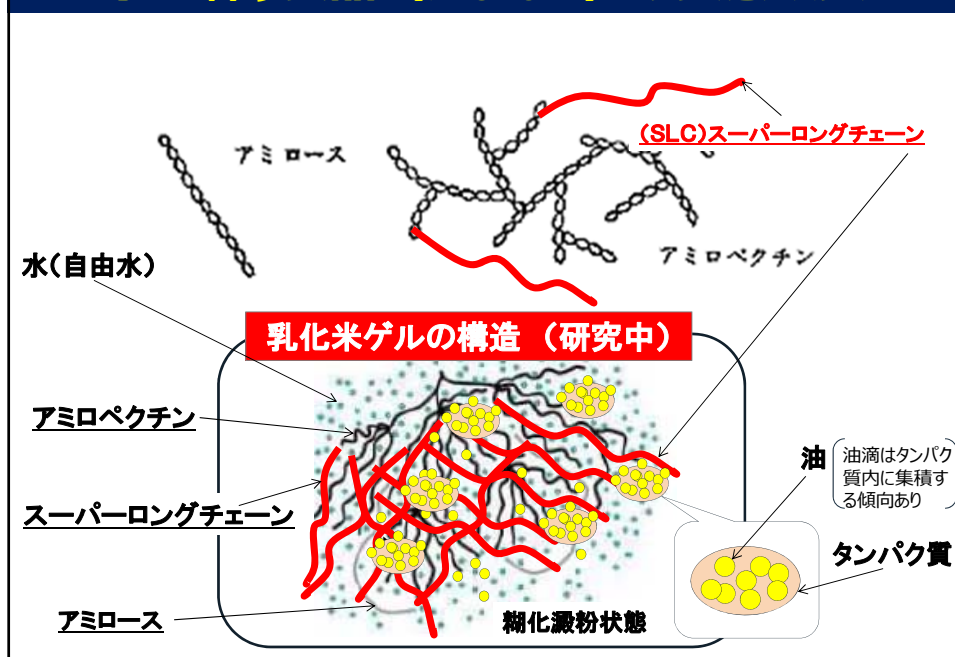 (SLC)スーパーロングチェーン
アミロース
アミロペクチン
水(自由水)
乳化米ゲルの構造 (研究中)
アミロペクチン
スーパーロングチェーン
アミロース
油
油滴はタンパク
質内に集積す
る傾向あり
タンパク質
糊化澱粉状態